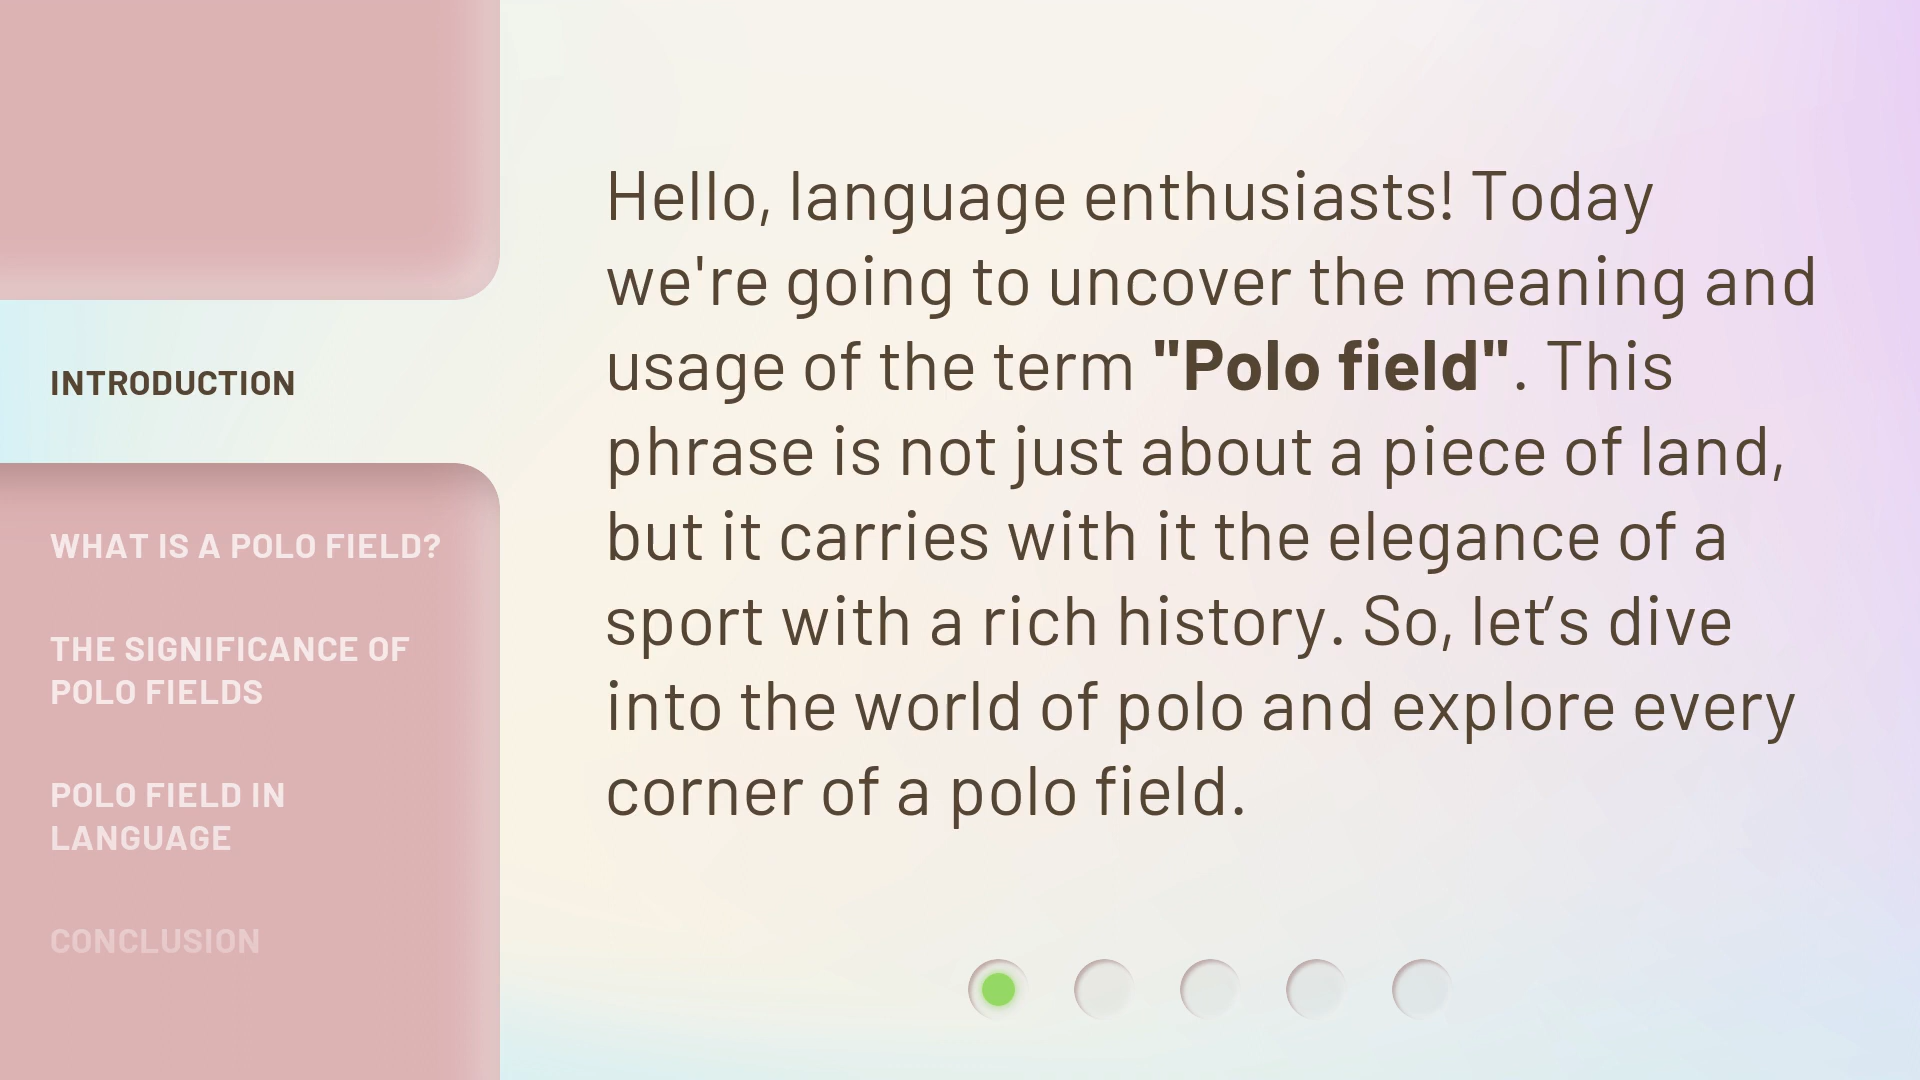 INTRODUCTION
WHAT IS A POLO FIELD?
THE SIGNIFICANCE OF
POLO FIELDS
POLO FIELD IN
LANGUAGE
CONCLUSION
Hello, language enthusiasts! Today
we're going to uncover the meaning and
usage of the term "Polo field". This
phrase is not just about a piece of land,
but it carries with it the elegance of a
sport with a rich history. So, let’s dive
into the world of polo and explore every
corner of a polo field.